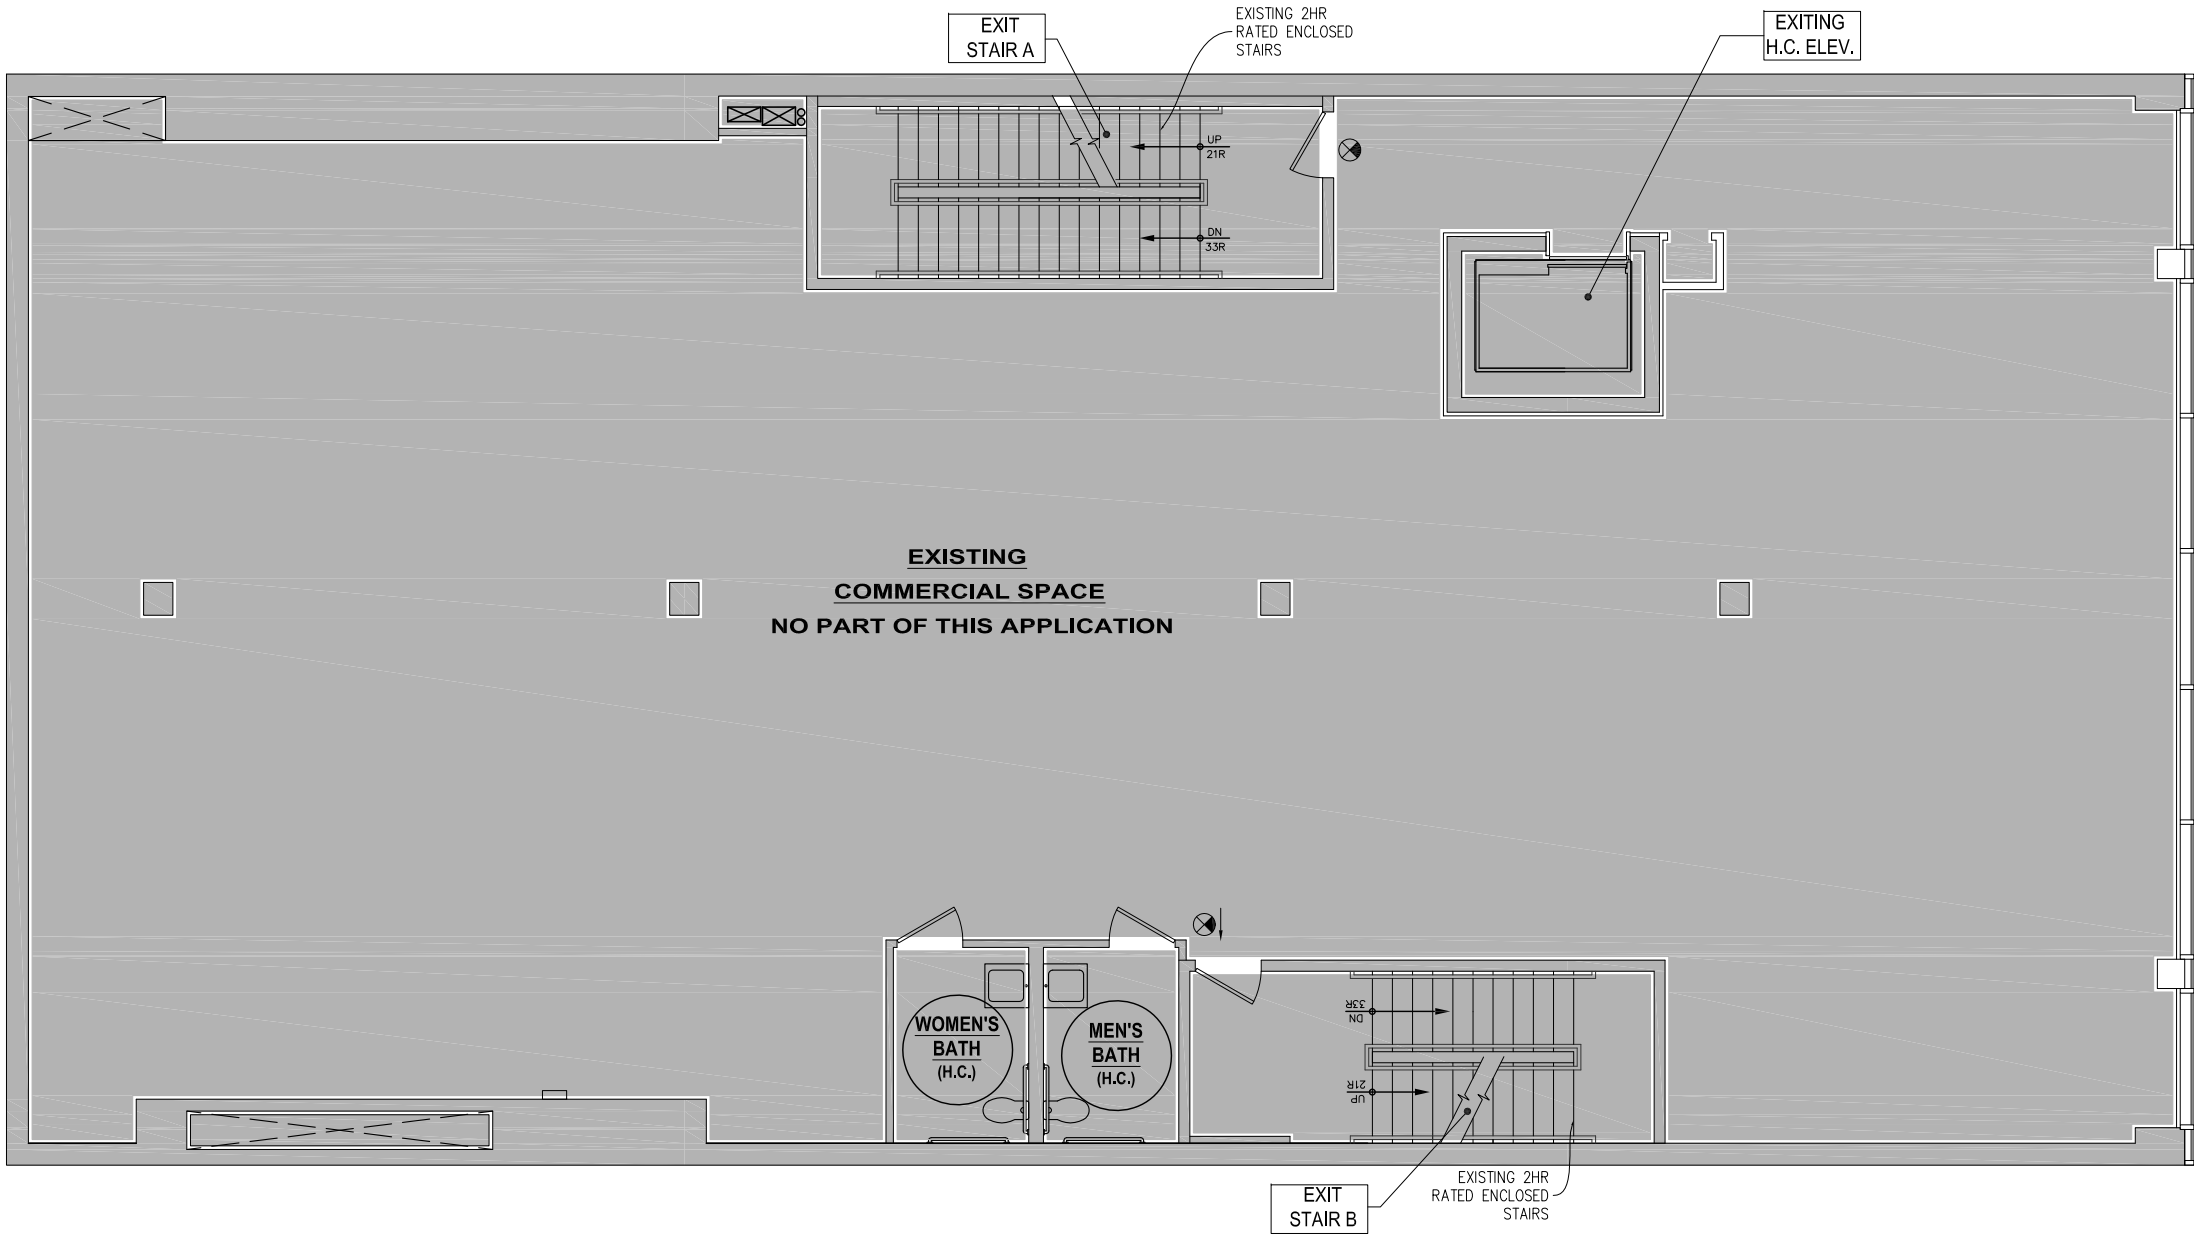 EXIT
STAIR A
EXISTING 2HR
RATED ENCLOSED
STAIRS
EXITING
H.C. ELEV.
UP
21R
DN
33R
EXISTING
COMMERCIAL SPACE
NO PART OF THIS APPLICATION
WOMEN'S
BATH
(H.C.)
MEN'S
BATH
(H.C.)
DN
33R
UP
21R
EXISTING 2HR
RATED ENCLOSED
STAIRS
EXIT
STAIR B